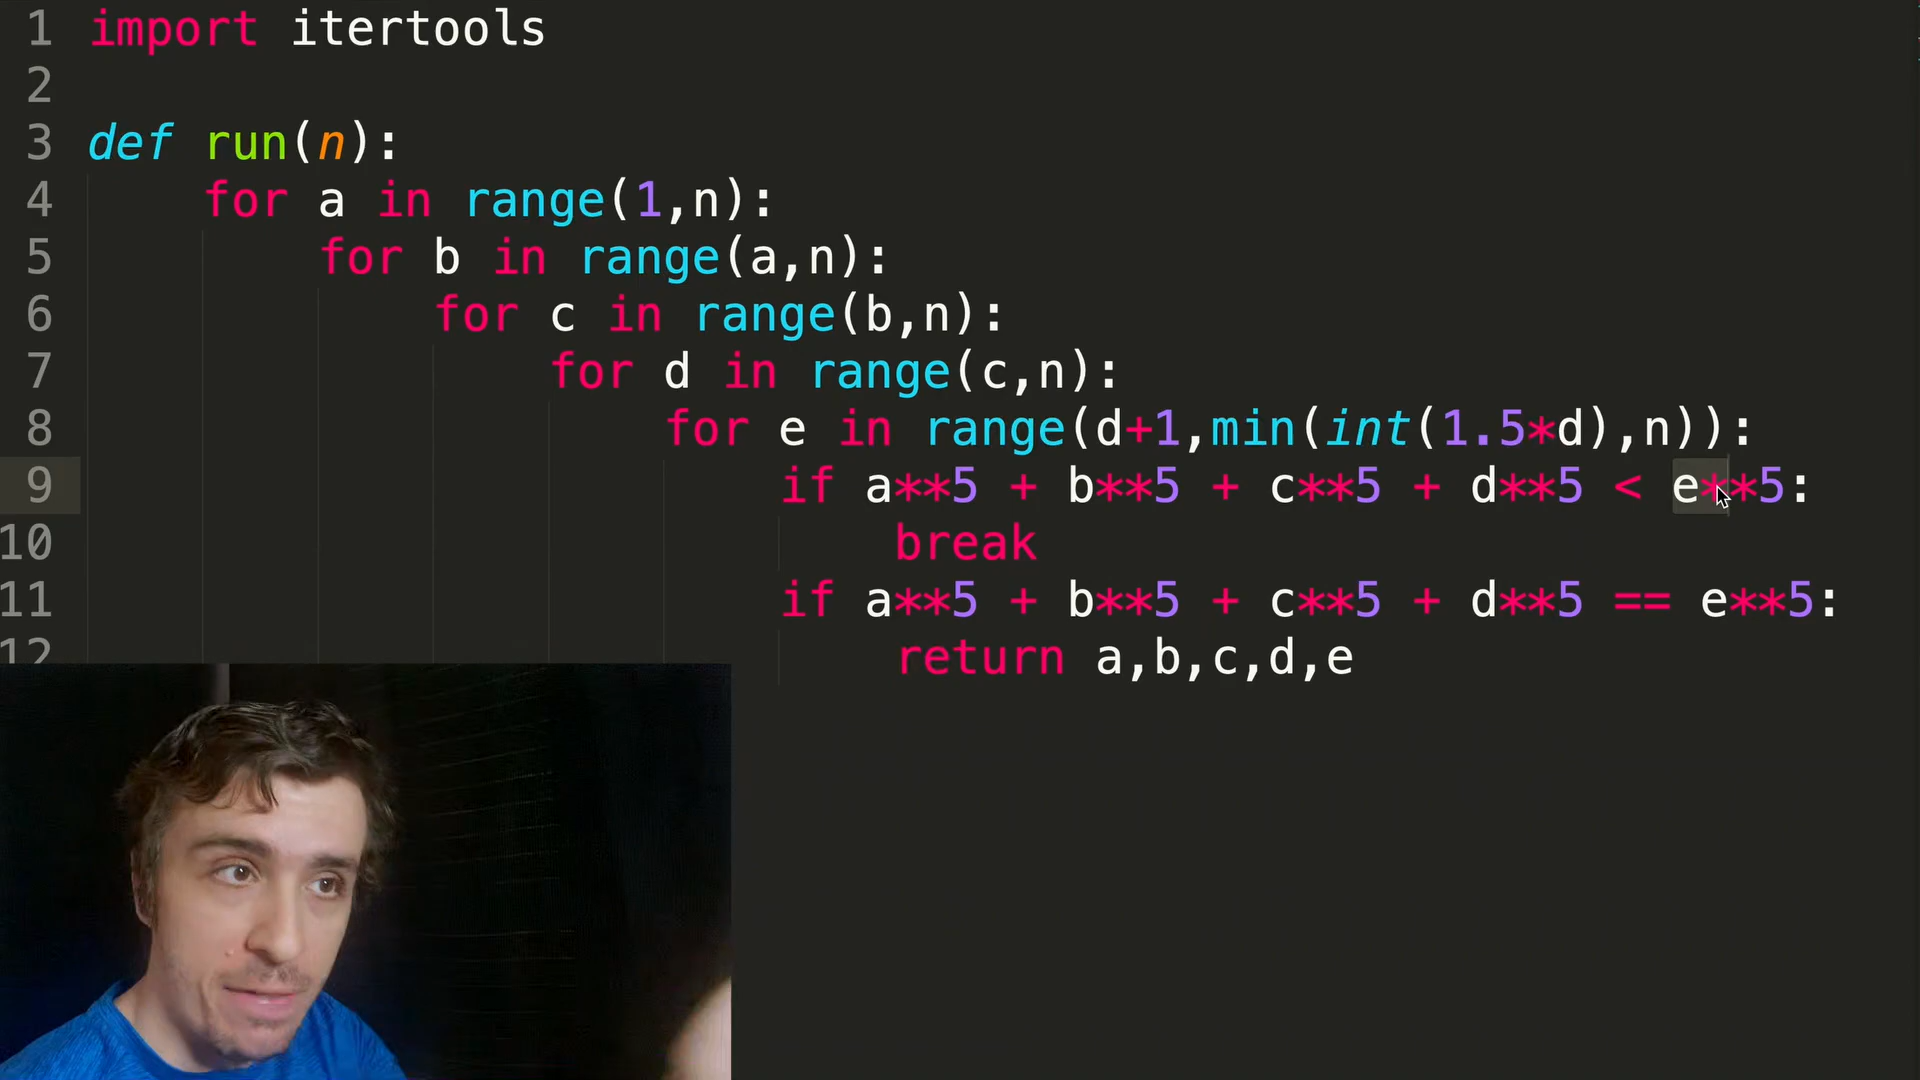 1 import itertools
2
3 def run(n):
4 for a in range(1,n):
5 for b in range(a,n):
6 for c in range(b,n):
7 for d in range(c,n):
8 for e in range(d+1,min(int(1.5*d),n)):
9 if a**5 + b**5 + c**5 + d**5 < e**5:
10 break
11 if a**5 + b**5 + c**5 + d**5 == e**5:
12 return a,b,c,d,e